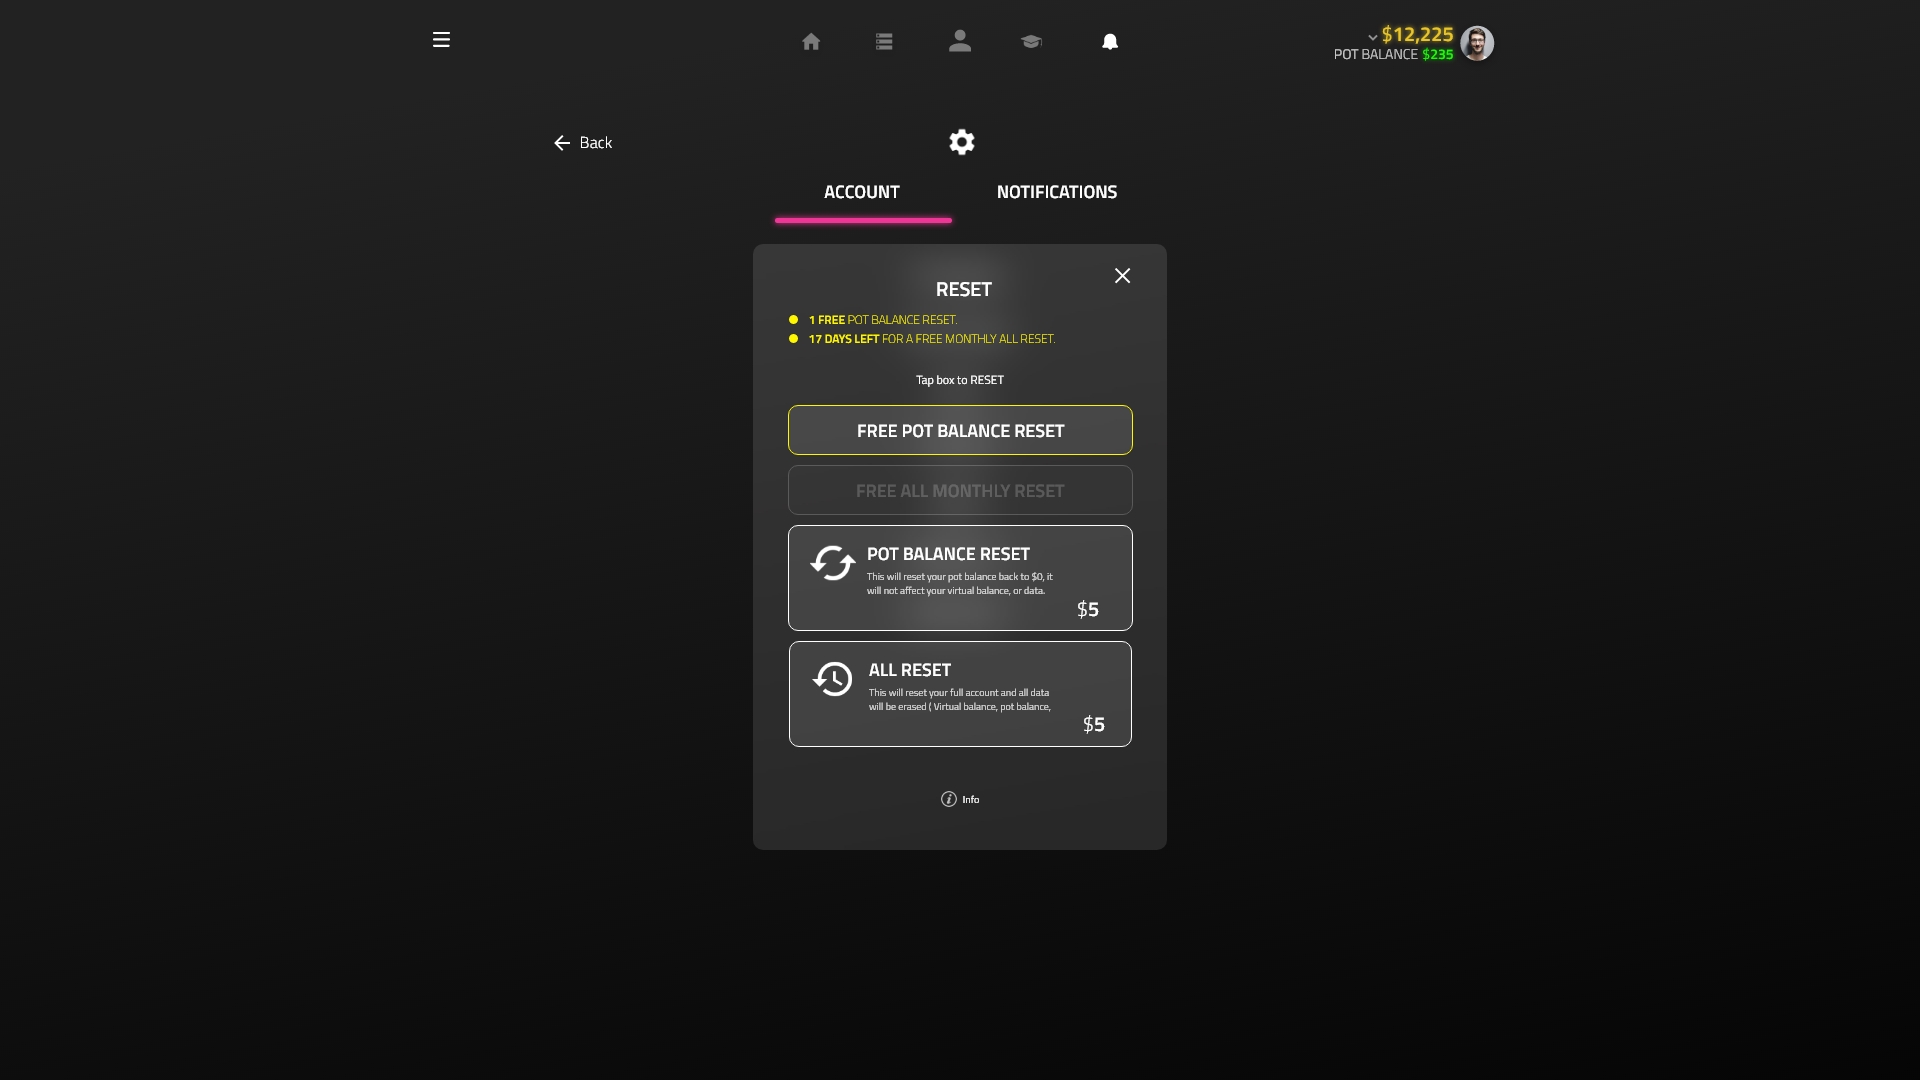 $12,225
POT BALANCE $235
Back
ACCOUNT
NOTIFICATIONS
RESET
1 FREE POT BALANCE RESET.
17 DAYS LEFT FOR A FREE MONTHLY ALL RESET.
Tap box to RESET
FREE POT BALANCE RESET
FREE ALL MONTHLY RESET
POT BALANCE RESET
This will reset your pot balance back to $0, it
will not affect your virtual balance, or data.
$5
ALL RESET
This will reset your full account and all data
will be erased ( Virtual balance, pot balance,
$5
Info